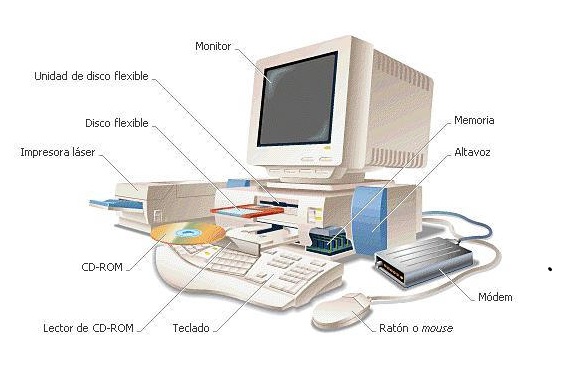 Monitor
Unidad de disco flexible
Disco flexible
Memoria
Impresora láser
Altavoz
CD-ROM
Módem
Lector de CD-ROM
Teclado
Ratón o mouse